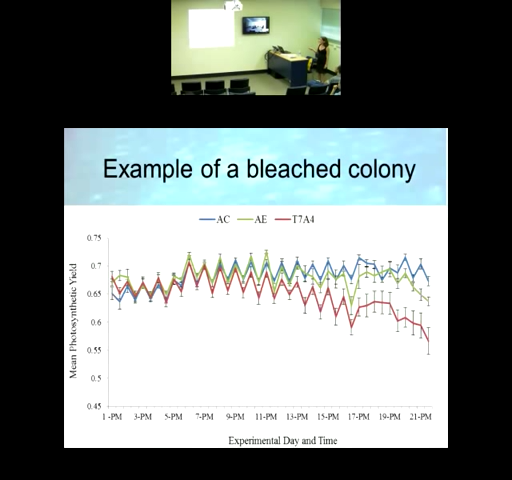 Example of a bleached colony
AC AE T7A4
0.75
0.7
0.65
0.6
0.55
0.5
0.45
Mean Photosynthetic Yield
1 -PM 3-PM 5-PM 7-PM 9-PM 11-PM 13-PM 15-PM 17-PM 19-PM 21-PM
Experimental Day and Time